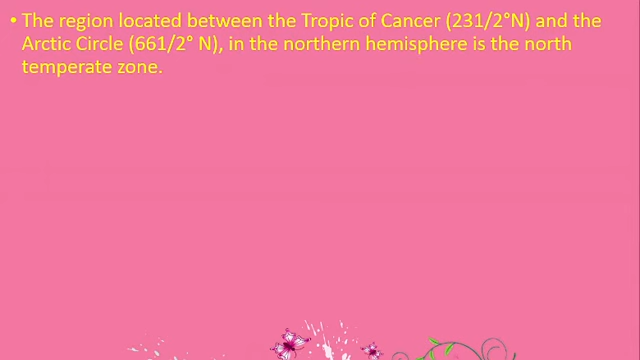 • The region located between the Tropic of Cancer (231/2°N) and the
Arctic Circle (661/2° N), in the northern hemisphere is the north
temperate zone.